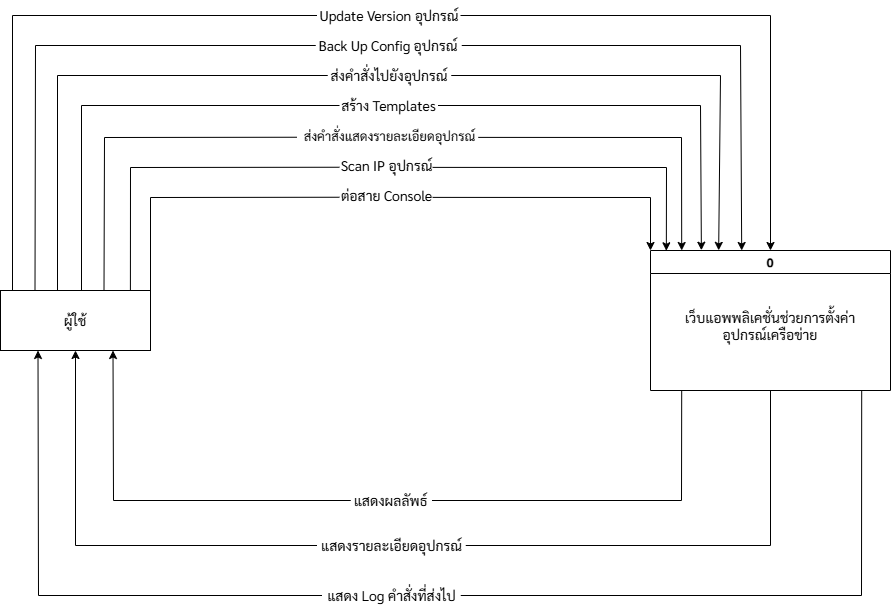 Update Version อุปกรณ์
Back Up Config อุปกรณ์
ส่งคำสั่งไปยังอุปกรณ์
สร้าง Templates
ส่งคำสั่งแสดงรายละเอียดอุปกรณ์
Scan IP อุปกรณ์
ต่อสาย Console
0
ผู้ใช้
เว็บแอพพลิเคชั่นช่วยการตั้งค่า
อุปกรณ์เครือข่าย
แสดงผลลัพธ์
แสดงรายละเอียดอุปกรณ์
แสดง Log คำสั่งที่ส่งไป